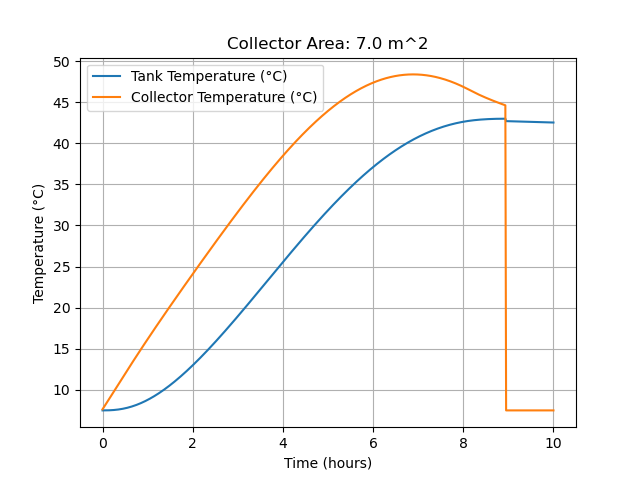 Collector Area: 7.0 m^2
Tank Temperature (°C)
Collector Temperature (°C)
Temperature (°C)
50
45
40
35
30
25
20
15
10
0 2 4 6 8 10
Time (hours)